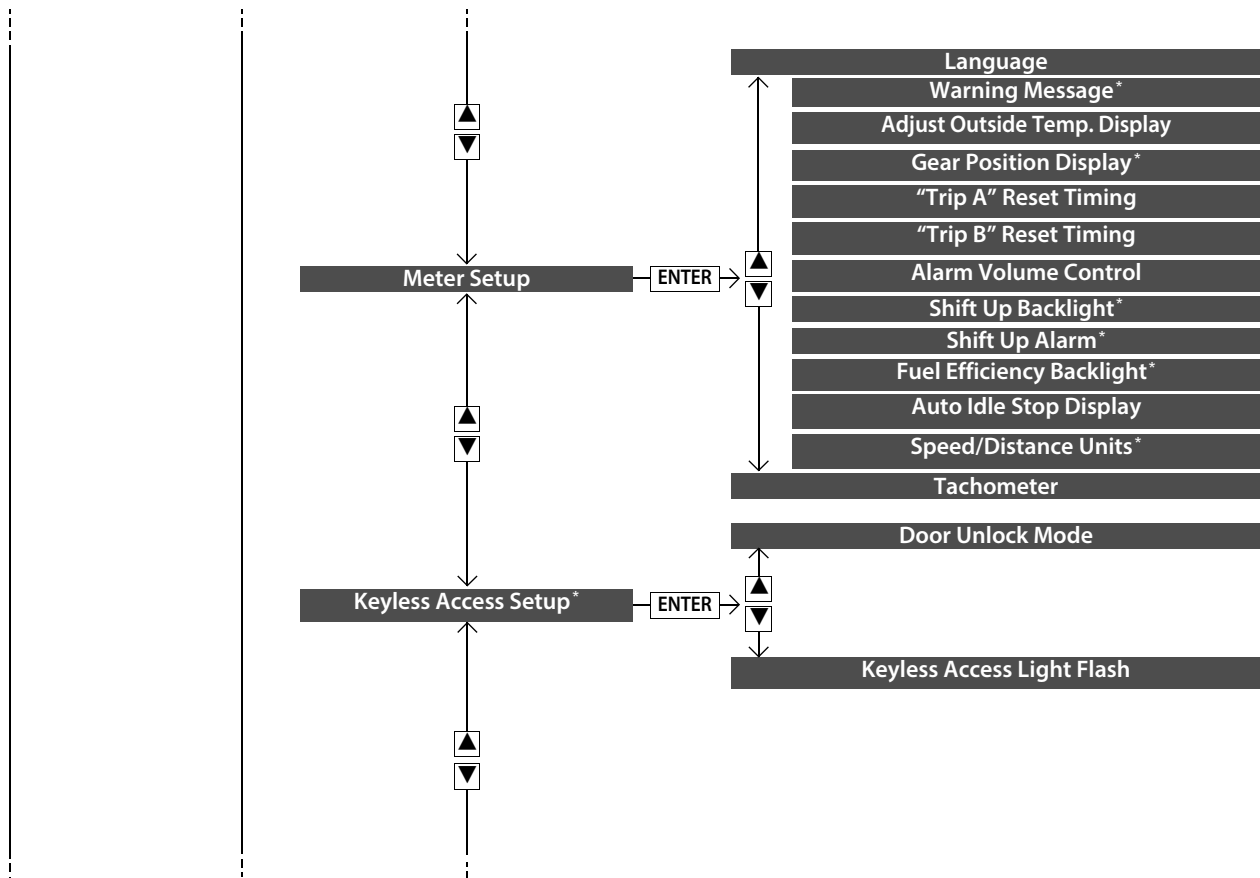 Language
Warning Message*
Adjust Outside Temp. Display
Gear Position Display*
“Trip A” Reset Timing
“Trip B” Reset Timing
Meter Setup
ENTER
Alarm Volume Control
Shift Up Backlight*
Shift Up Alarm*
Fuel Efficiency Backlight*
Auto Idle Stop Display
Speed/Distance Units*
Tachometer
Door Unlock Mode
Keyless Access Setup*
ENTER
Keyless Access Light Flash